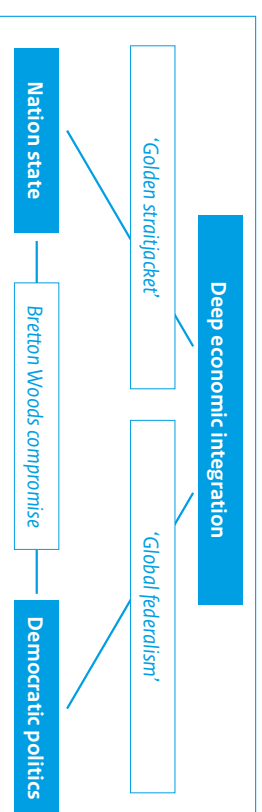 Deep economic integration
‘Golden straitjacket’
‘Global federalism’
Nation state
Bretton Woods compromise
Democratic politics